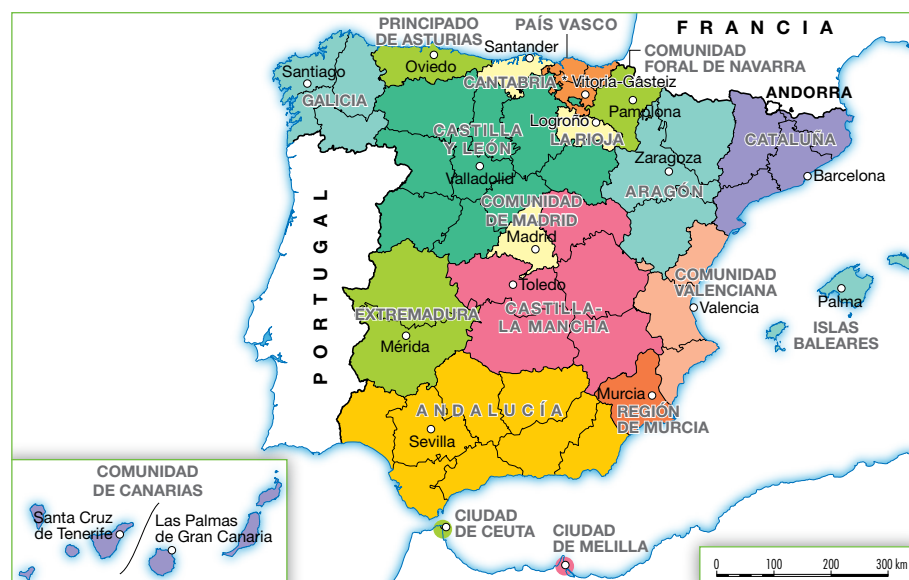 PRINCIPADO
DE ASTURIAS
PAÍS VASCO
FRANCIA
Santander
Oviedo
COMUNIDAD
FORAL DE NAVARRA
Santiago
CANTABRIA
Vitoria-Gasteiz
GALICIA
Pamplona
ANDORRA
Logroño
LA RIOJA
CASTILLA
Y LEÓN
CATALUÑA
Zaragoza
Valladolid
Barcelona
ARAGÓN
COMUNIDAD
DE MADRID
Madrid
PORTUGAL
COMUNIDAD
VALENCIANA
Toledo
Palma
Valencia
EXTREMADURA
CASTILLA-
LA MANCHA
ISLAS
BALEARES
Mérida
Murcia
ANDALUCÍA
REGIÓN
DE MURCIA
Sevilla
COMUNIDAD
DE CANARIAS
Santa Cruz
de Tenerife
Las Palmas
de Gran Canaria
CIUDAD
DE CEUTA
CIUDAD
DE MELILLA
0 100 200 300 km